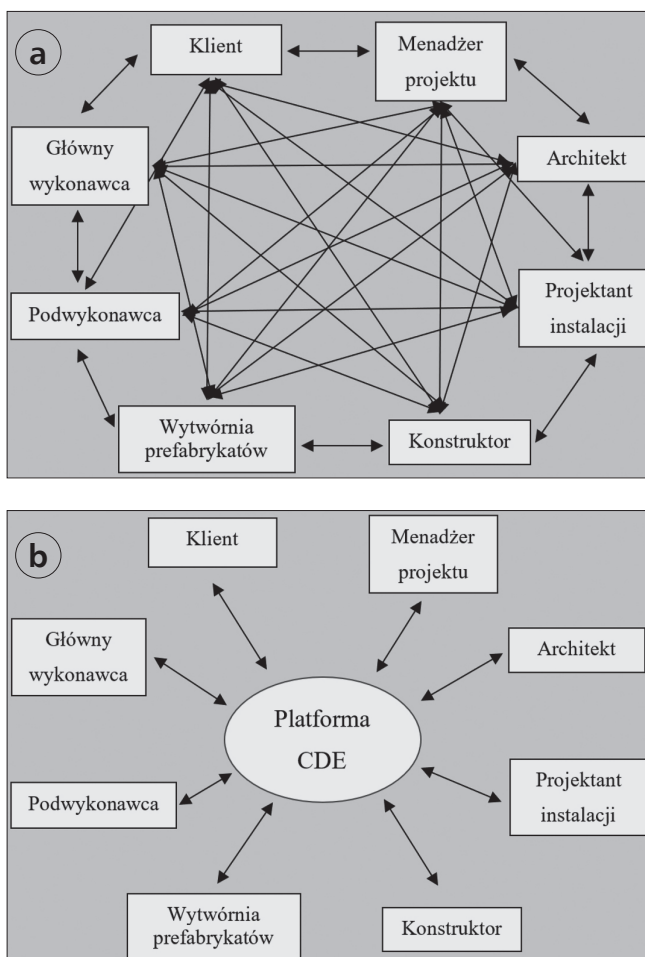 a
Klient
Menadżer
projektu
Główny
wykonawca
Architekt
Podwykonawca
Projektant
instalacji
Wytwórnia
prefabrykatów
Konstruktor
b
Klient
Menadżer
projektu
Główny
wykonawca
Architekt
Platforma
CDE
Podwykonawca
Projektant
instalacji
Wytwórnia
prefabrykatów
Konstruktor